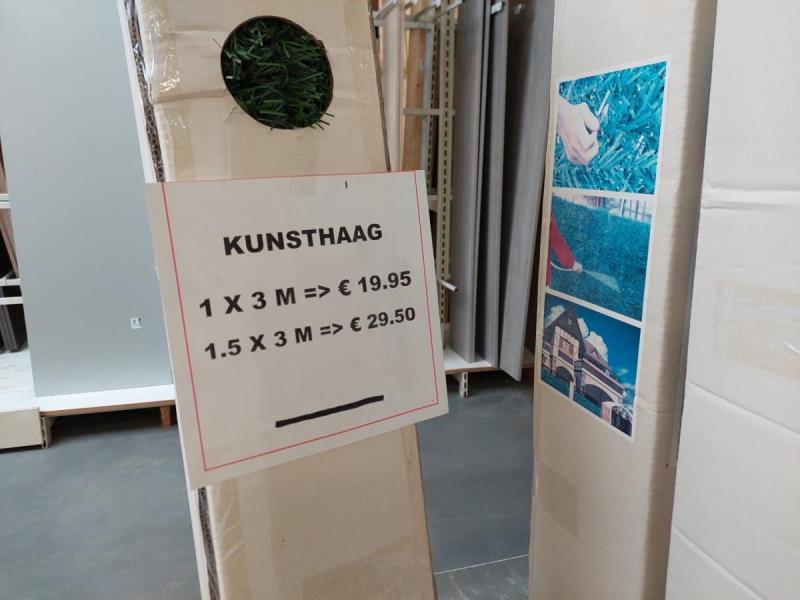 KUNSTHAAG
1 X 3 M => € 19.95
1.5 X 3 M => € 29.50